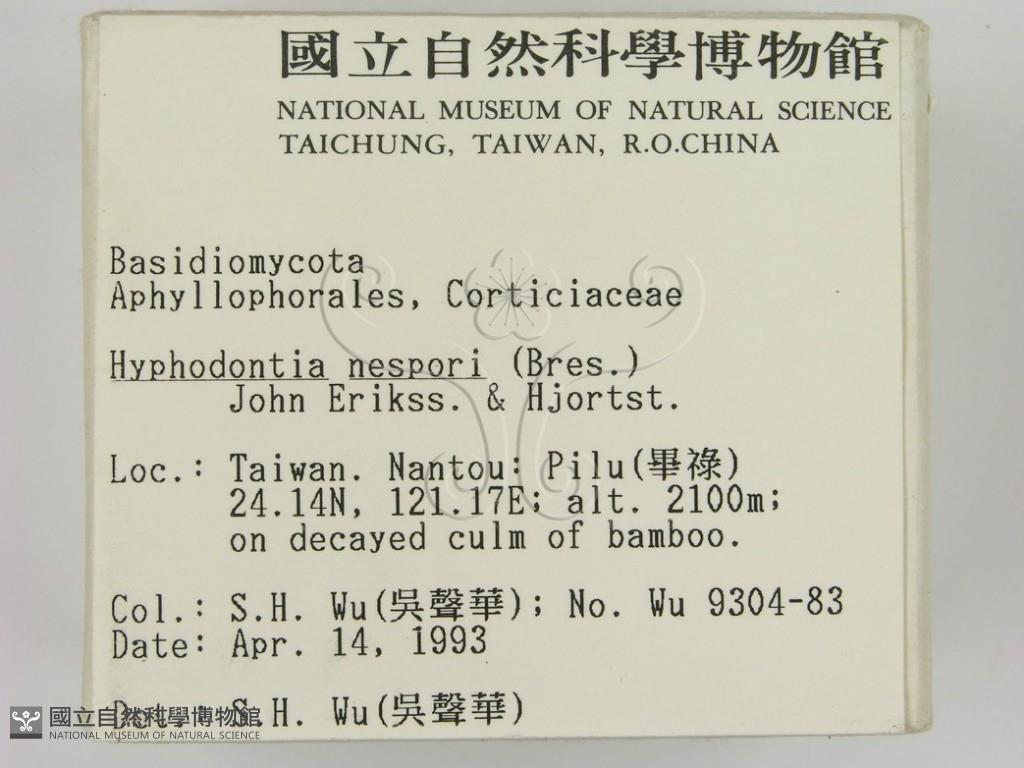 國立自然科學博物館
NATIONAL MUSEUM OF NATURAL SCIENCE
TAICHUNG, TAIWAN, R.O.CHINA
Basidiomycota
Aphyllophorales, Corticiaceae
Hyphodontia nespori (Bres.)
John Erikss. & Hjortst.
Loc.: Taiwan. Nantou: Pilu(畢祿)
24.14N, 121.17E; alt. 2100m;
on decayed culm of bamboo.
Col.: S.H. Wu(吳聲華); No. Wu 9304-83
Date: Apr. 14, 1993
Det.: S.H. Wu(吳聲華)
國立自然科學博物館
NATIONAL MUSEUM OF NATURAL SCIENCE